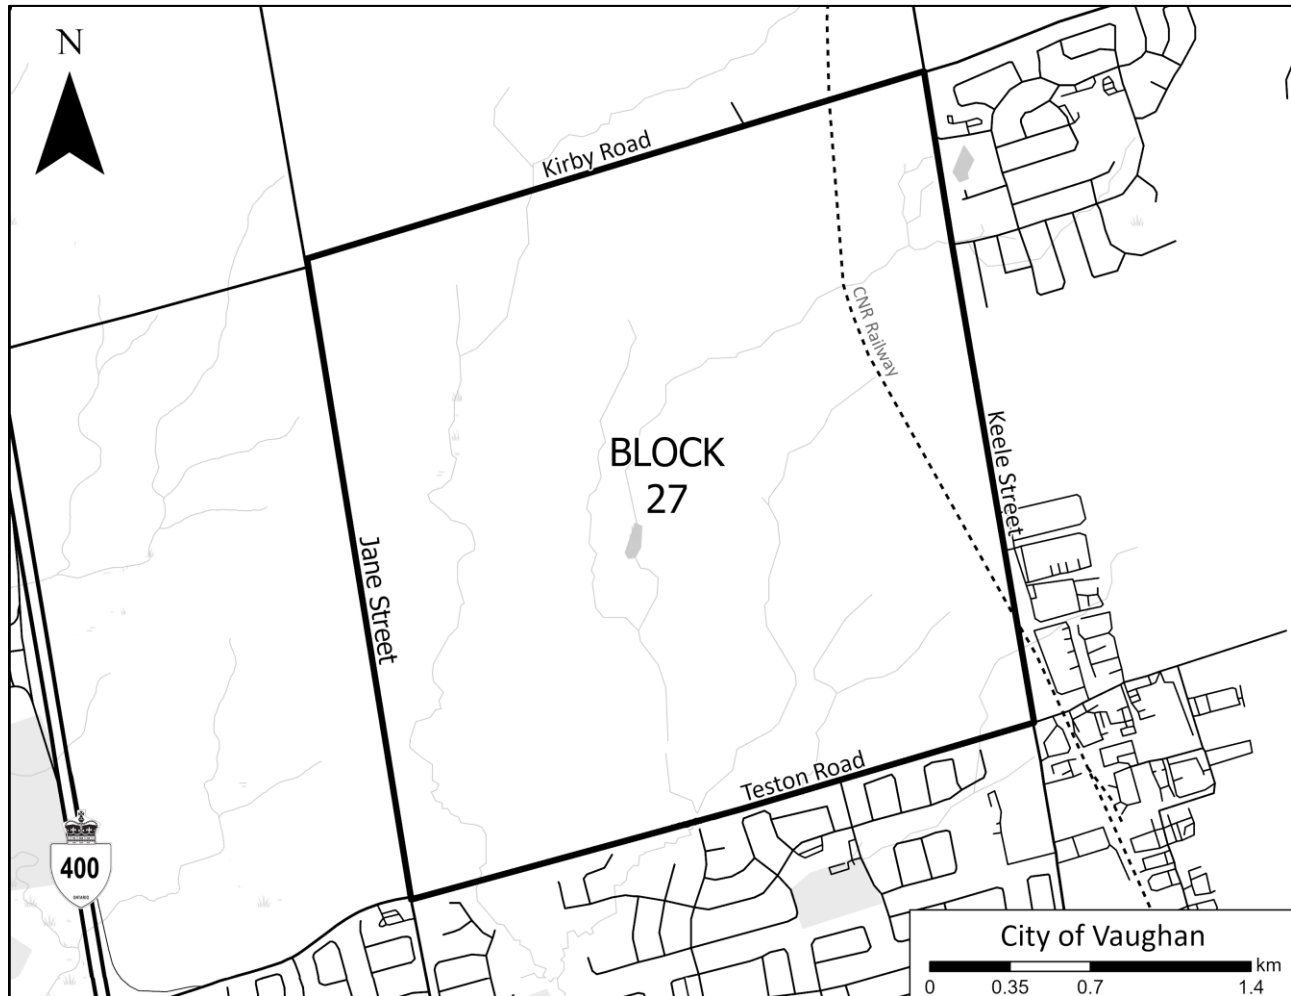 N
Kirby Road
CNR Railway
BLOCK
27
Keele Street
Jane Street
Teston Road
400
ONTARIO
City of Vaughan
km
0 0.35 0.7 1.4